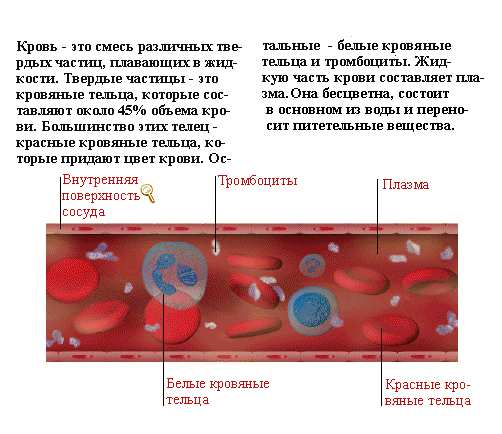 Кровь - это смесь различных тве-
рдых частиц, плавающих в жид-
кости. Твердые частицы - это
кровяные тельца, которые сос-
тавляют около 45% объема кро-
ви. Большинство этих телец -
красные кровяные тельца, ко-
торые придают цвет крови. Ос-
тальные - белые кровяные
тельца и тромбоциты. Жид-
кую часть крови составляет пла-
зма. Она бесцветна, состоит
в основном из воды и перено-
сит питетельные вещества.
Внутренняя
поверхность
сосуда
Тромбоциты
Плазма
Белые кровяные
тельца
Красные кро-
вяные тельца